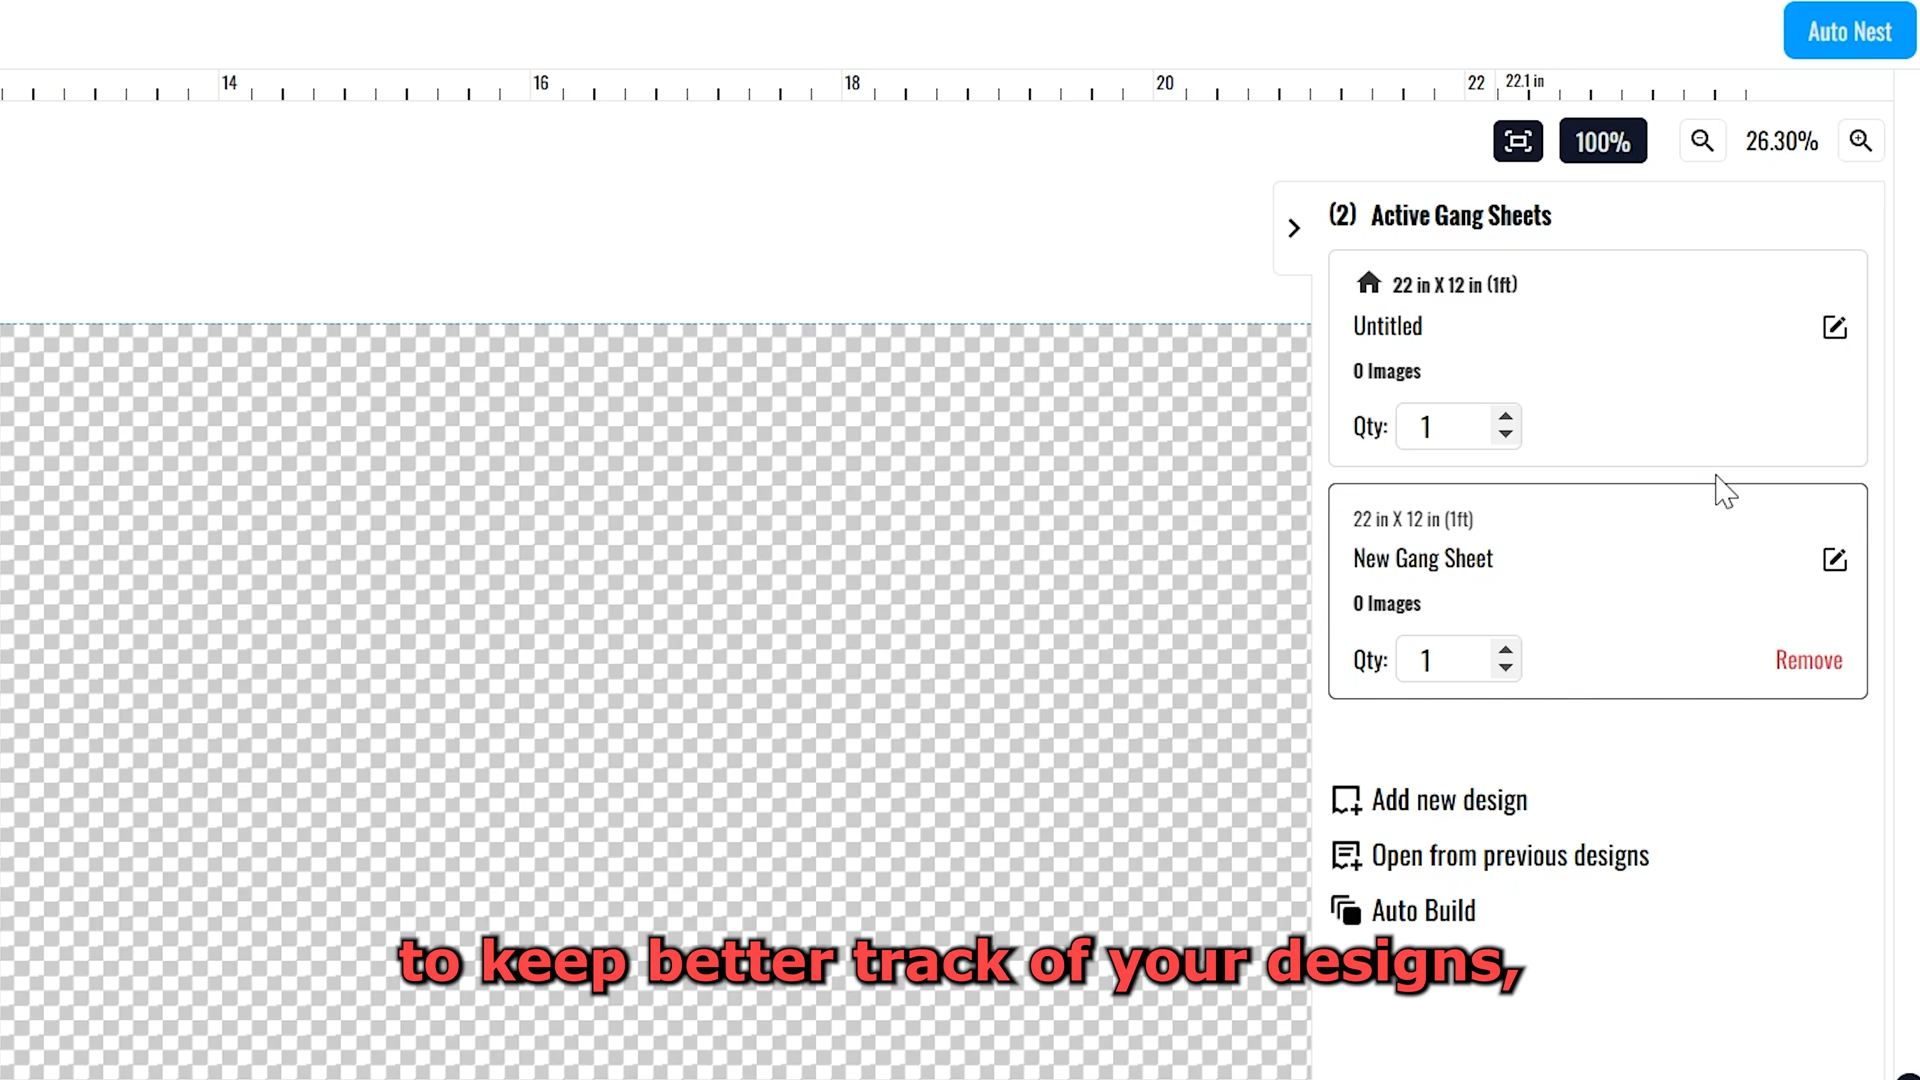 Auto Nest
14 16 18 20 22 22.1 in
100% 26.30%
(2) Active Gang Sheets
22 in X 12 in (1ft)
Untitled
0 Images
Qty: 1
22 in X 12 in (1ft)
New Gang Sheet
0 Images
Qty: 1 Remove
Add new design
Open from previous designs
Auto Build
to keep better track of your designs,